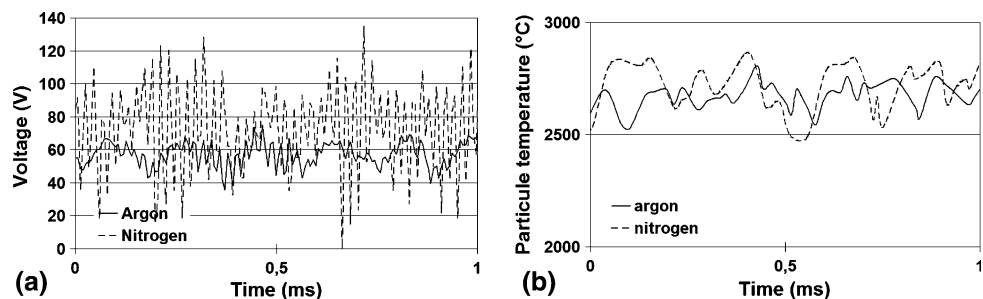 140
120
100
80
60
40
20
0
Voltage (V)
Argon
Nitrogen
0
0,5
1
Time (ms)
(a)
3000
2500
2000
Particule temperature (°C)
argon
nitrogen
0
0,5
1
Time (ms)
(b)